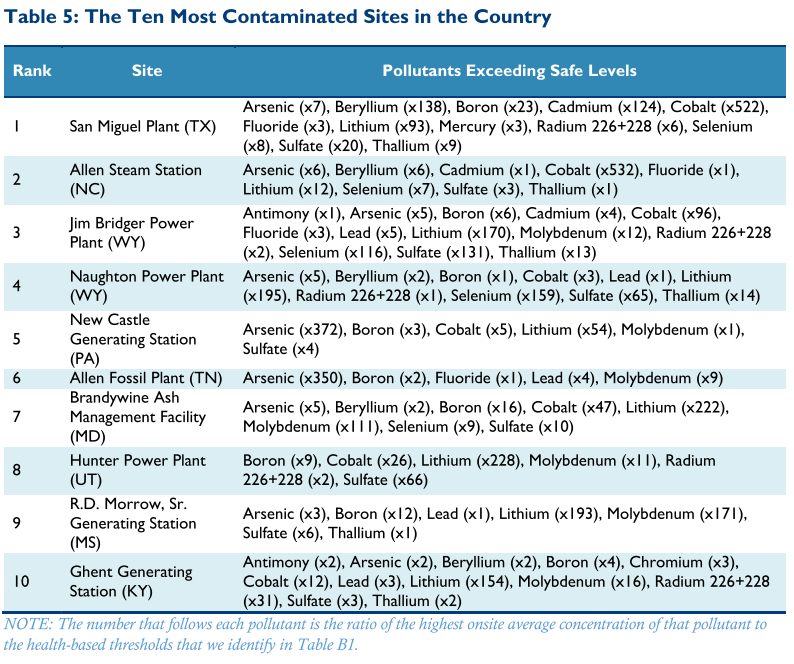 Table 5: The Ten Most Contaminated Sites in the Country
Rank Site Pollutants Exceeding Safe Levels
1 San Miguel Plant (TX) Arsenic (x7), Beryllium (x138), Boron (x23), Cadmium (x124), Cobalt (x522),
Fluoride (x3), Lithium (x93), Mercury (x3), Radium 226+228 (x6), Selenium
(x8), Sulfate (x20), Thallium (x9)
2 Allen Steam Station
(NC)
Arsenic (x6), Beryllium (x6), Cadmium (x1), Cobalt (x532), Fluoride (x1),
Lithium (x12), Selenium (x7), Sulfate (x3), Thallium (x1)
3 Jim Bridger Power
Plant (WY)
Antimony (x1), Arsenic (x5), Boron (x6), Cadmium (x4), Cobalt (x96),
Fluoride (x3), Lead (x5), Lithium (x170), Molybdenum (x12), Radium 226+228
(x2), Selenium (x116), Sulfate (x131), Thallium (x13)
4 Naughton Power Plant
(WY)
Arsenic (x5), Beryllium (x2), Boron (x1), Cobalt (x3), Lead (x1), Lithium
(x195), Radium 226+228 (x1), Selenium (x159), Sulfate (x65), Thallium (x14)
5 New Castle
Generating Station
(PA)
Arsenic (x372), Boron (x3), Cobalt (x5), Lithium (x54), Molybdenum (x1),
Sulfate (x4)
6 Allen Fossil Plant (TN) Arsenic (x350), Boron (x2), Fluoride (x1), Lead (x4), Molybdenum (x9)
7 Brandywine Ash
Management Facility
(MD)
Arsenic (x5), Beryllium (x2), Boron (x16), Cobalt (x47), Lithium (x222),
Molybdenum (x111), Selenium (x9), Sulfate (x10)
8 Hunter Power Plant
(UT)
Boron (x9), Cobalt (x26), Lithium (x228), Molybdenum (x11), Radium
226+228 (x2), Sulfate (x66)
9 R.D. Morrow, Sr.
Generating Station
(MS)
Arsenic (x3), Boron (x12), Lead (x1), Lithium (x193), Molybdenum (x171),
Sulfate (x6), Thallium (x1)
10 Ghent Generating
Station (KY)
Antimony (x2), Arsenic (x2), Beryllium (x2), Boron (x4), Chromium (x3),
Cobalt (x12), Lead (x3), Lithium (x154), Molybdenum (x16), Radium 226+228
(x31), Sulfate (x3), Thallium (x2)
NOTE: The number that follows each pollutant is the ratio of the highest onsite average concentration of that pollutant to
the health-based thresholds that we identify in Table B1.